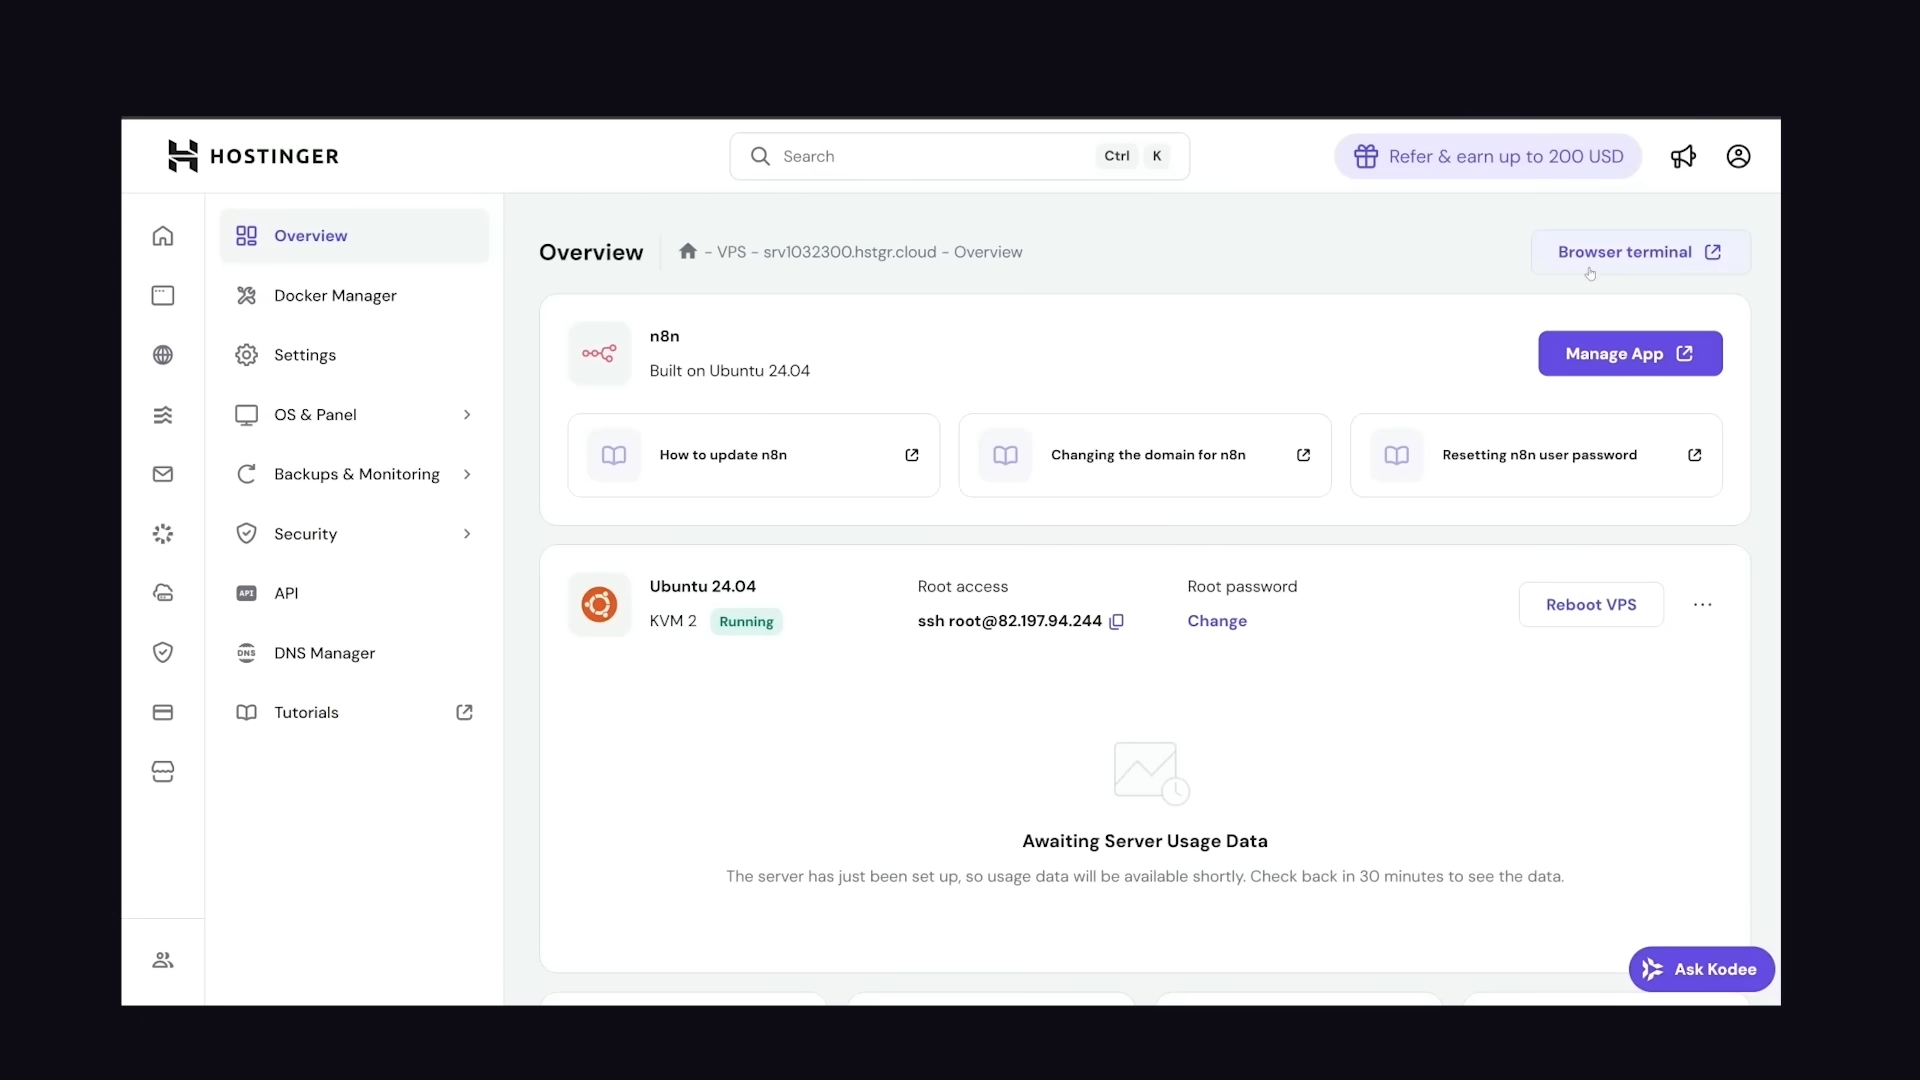 HOSTINGER
Search
Ctrl K
Refer & earn up to 200 USD
Overview
Docker Manager
Settings
OS & Panel
Backups & Monitoring
Security
API API
DNS DNS Manager
Tutorials
Overview
- VPS - srv1032300.hstgr.cloud - Overview
Browser terminal
n8n
Built on Ubuntu 24.04
Manage App
How to update n8n
Changing the domain for n8n
Resetting n8n user password
Ubuntu 24.04
KVM 2 Running
Root access
ssh root@82.197.94.244
Root password
Change
Reboot VPS
Awaiting Server Usage Data
The server has just been set up, so usage data will be available shortly. Check back in 30 minutes to see the data.
Ask Kodee